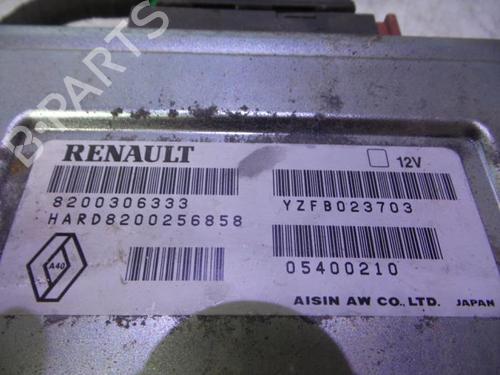 B-PARTS
RENAULT
12V
8200306333
YZFB023703
HARD8200256858
A40
05400210
AISIN AW CO., LTD. JAPAN